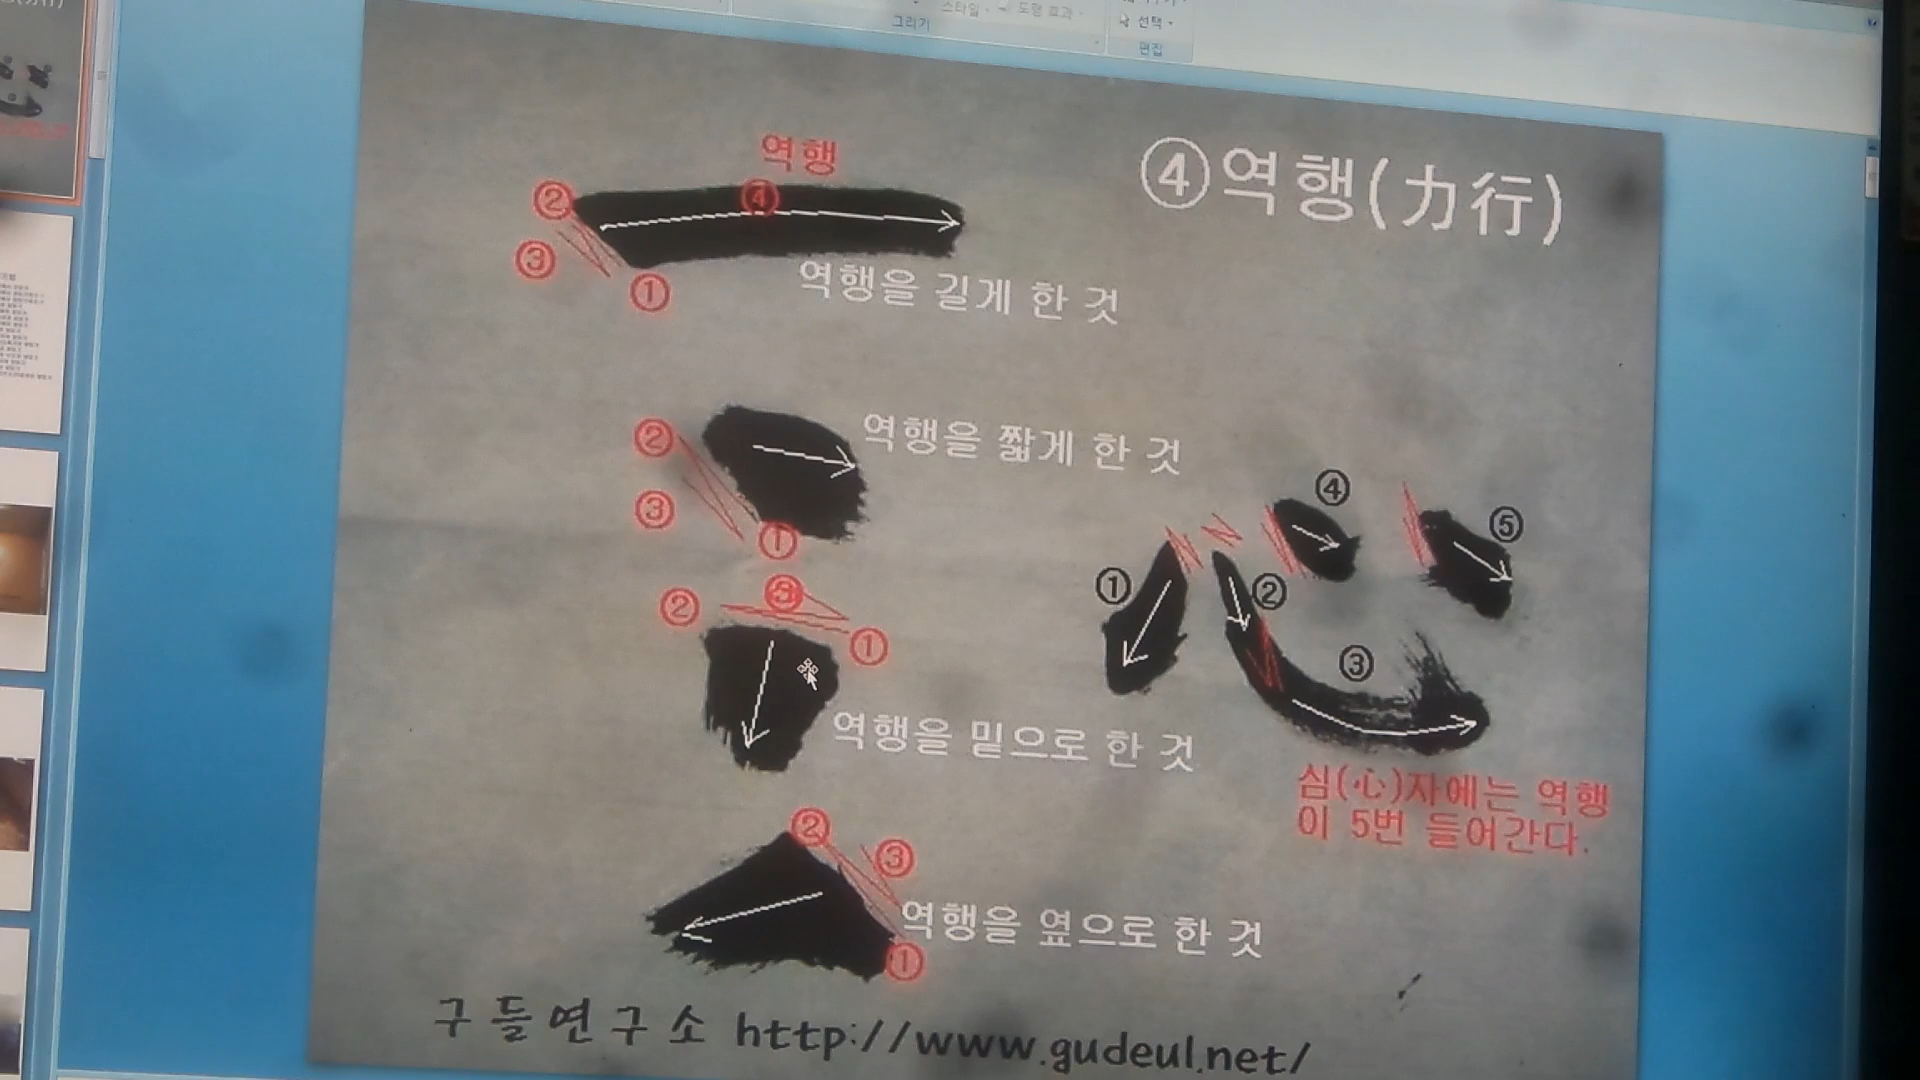 그리기
선택
편집
④역행(力行)
역행
②
④
③
①
역행을 길게 한 것
②
역행을 짧게 한 것
③
①
②
③
①
역행을 밑으로 한 것
②
③
역행을 옆으로 한 것
①
④
⑤
①
②
③
심(心)자에는 역행
이 5번 들어간다.
구들연구소 http://www.gudeul.net/